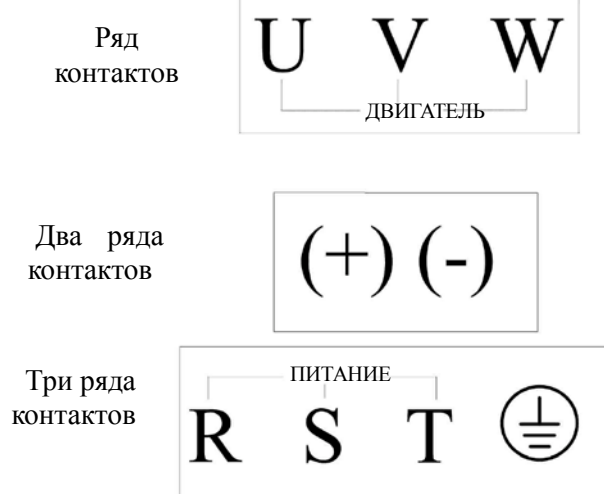 Ряд
контактов
U V W
ДВИГАТЕЛЬ
Два ряда
контактов
(+) (-)
Три ряда
контактов
ПИТАНИЕ
R S T